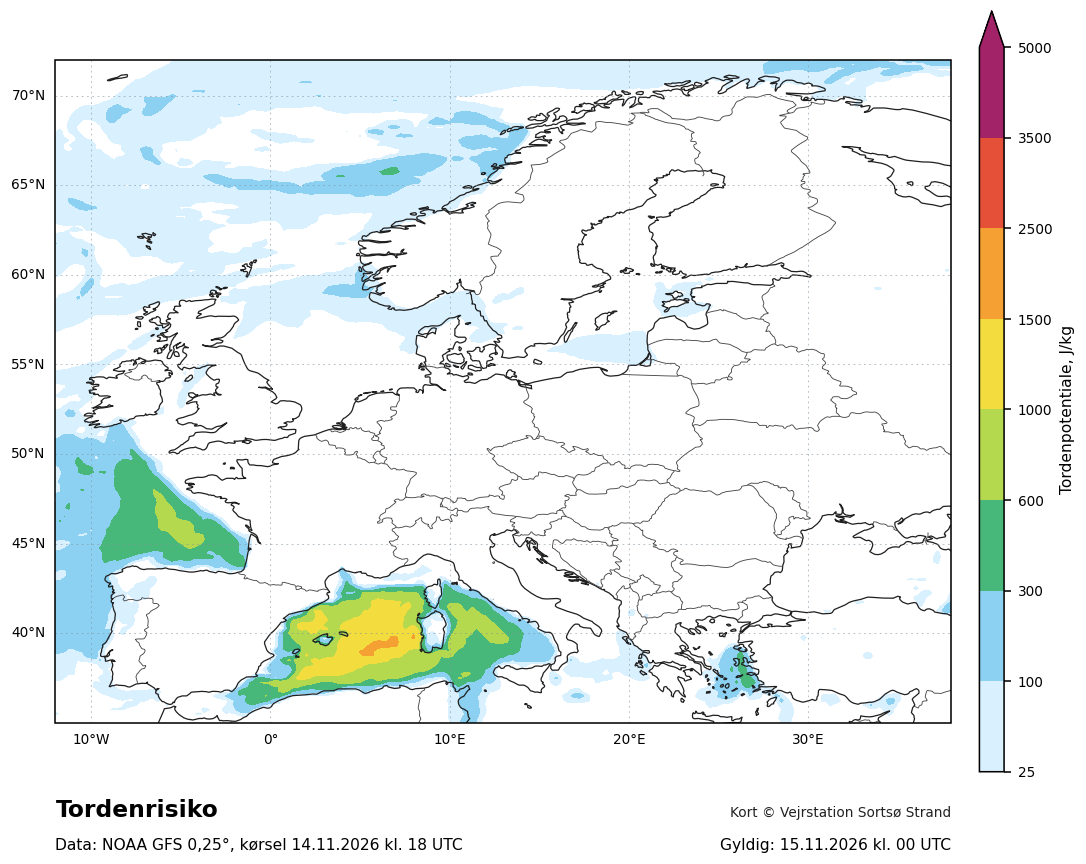 5000
3500
2500
1500
1000
600
300
100
25
Tordenpotentiale, J/kg
70°N
65°N
60°N
55°N
50°N
45°N
40°N
10°W
0°
10°E
20°E
30°E
Tordenrisiko
Kort © Vejrstation Sortsø Strand
Data: NOAA GFS 0,25°, kørsel 14.11.2026 kl. 18 UTC
Gyldig: 15.11.2026 kl. 00 UTC